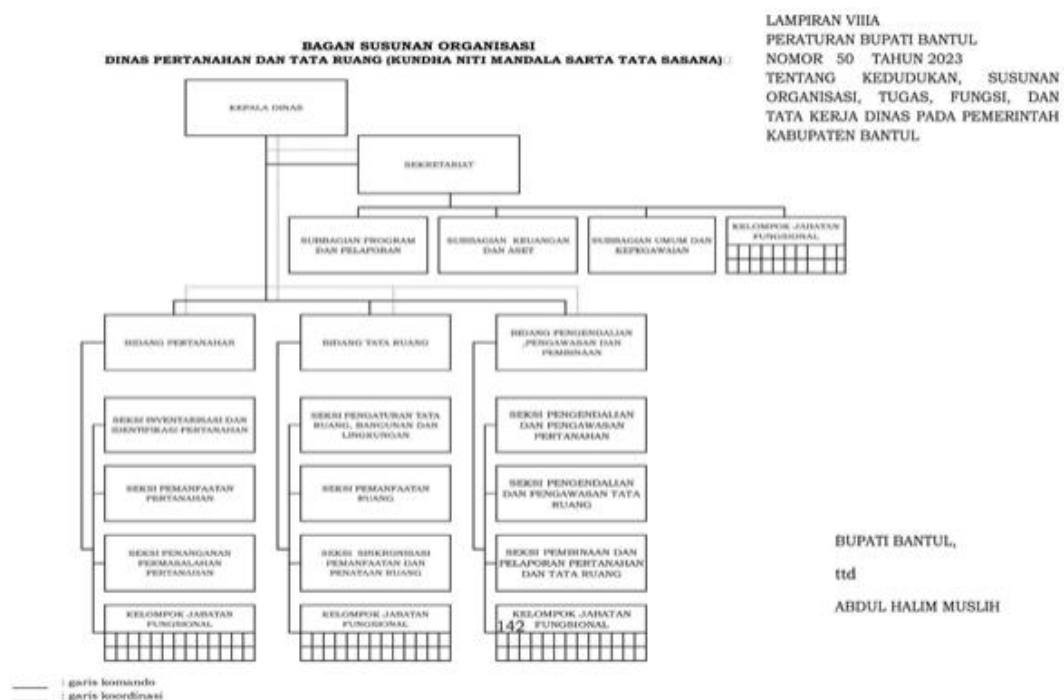 LAMPIRAN VIIIA
PERATURAN BUPATI BANTUL
NOMOR 50 TAHUN 2023
TENTANG KEDUDUKAN, SUSUNAN
ORGANISASI, TUGAS, FUNGSI, DAN
TATA KERJA DINAS PADA PEMERINTAH
KABUPATEN BANTUL
BAGAN SUSUNAN ORGANISASI
DINAS PERTANAHAN DAN TATA RUANG (KUNDHA NITI MANDALA SARTA TATA SASANA)
KEPALA DINAS
SEKRETARIAT
SUBBAGIAN PROGRAM
DAN PELAPORAN
SUBBAGIAN KEUANGAN
DAN ASET
SUBBAGIAN UMUM DAN
KEPEGAWAIAN
KELOMPOK JABATAN
FUNGSIONAL
BIDANG PERTANAHAN
BIDANG TATA RUANG
BIDANG PENGENDALIAN
,PENGAWASAN DAN
PEMBINAAN
SEKSI INVENTARISASI DAN
IDENTIFIKASI PERTANAHAN
SEKSI PENGATURAN TATA
RUANG, BANGUNAN DAN
LINGKUNGAN
SEKSI PENGENDALIAN
DAN PENGAWASAN
PERTANAHAN
SEKSI PEMANFAATAN
PERTANAHAN
SEKSI PEMANFAATAN
RUANG
SEKSI PENGENDALIAN
DAN PENGAWASAN TATA
RUANG
SEKSI PENANGANAN
PERMASALAHAN
PERTANAHAN
SEKSI SINKRONISASI
PEMANFAATAN DAN
PENATAAN RUANG
SEKSI PEMBINAAN DAN
PELAPORAN PERTANAHAN
DAN TATA RUANG
KELOMPOK JABATAN
FUNGSIONAL
KELOMPOK JABATAN
FUNGSIONAL
KELOMPOK JABATAN
FUNGSIONAL
142
BUPATI BANTUL,
ttd
ABDUL HALIM MUSLIH
: garis komando
: garis koordinasi